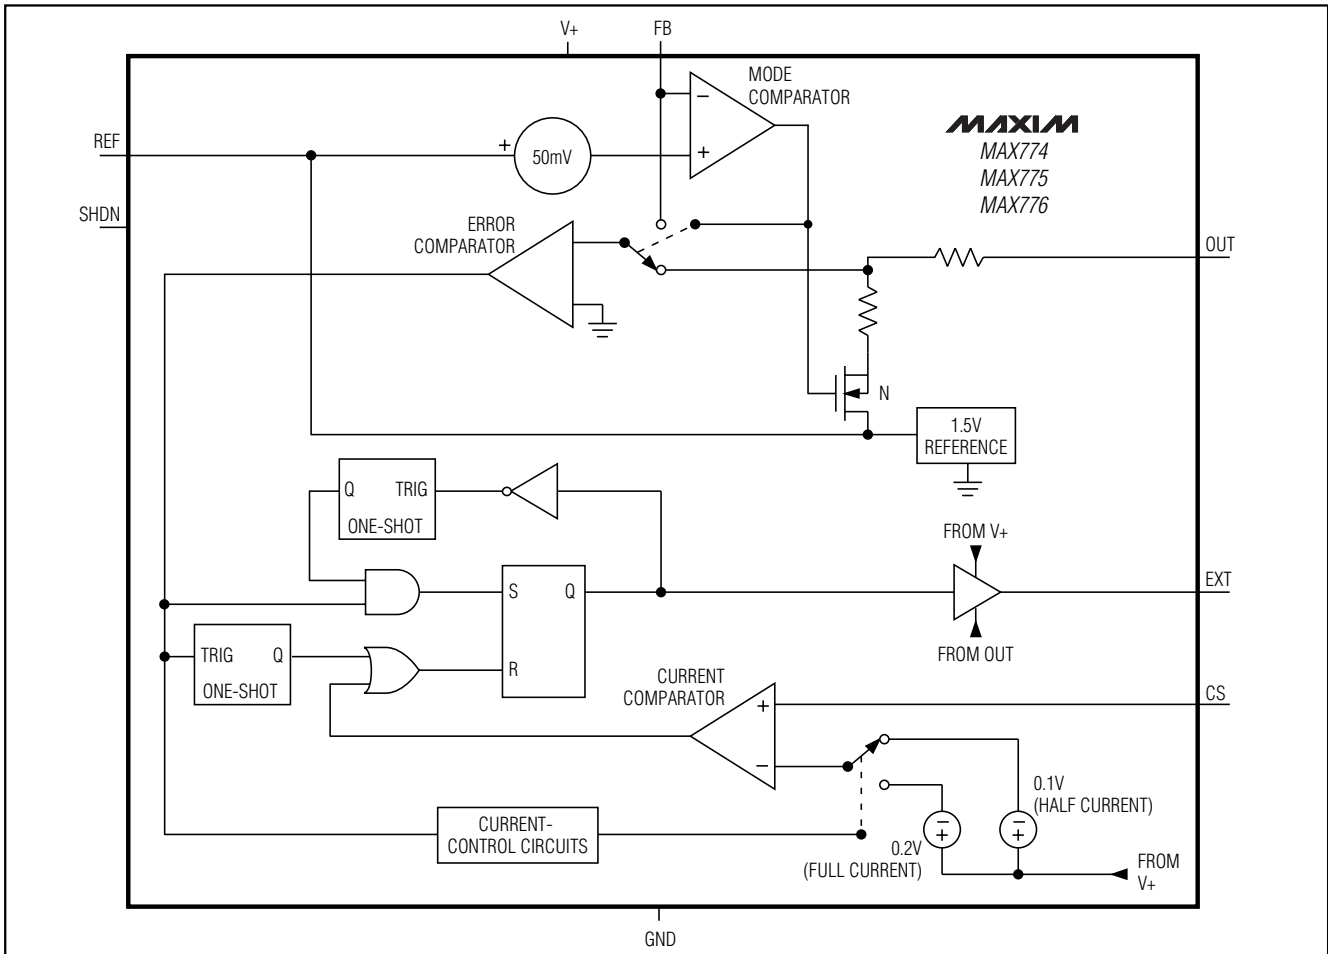 V+
FB
MODE
COMPARATOR
MAXIM
MAX774
MAX775
MAX776
REF
+
50mV
−
+
SHDN
ERROR
COMPARATOR
OUT
N
1.5V
REFERENCE
Q TRIG
ONE-SHOT
FROM V+
S Q
R
EXT
FROM OUT
TRIG Q
ONE-SHOT
CURRENT
COMPARATOR
+
−
CS
0.1V
(HALF CURRENT)
−
+
−
+
CURRENT-
CONTROL CIRCUITS
0.2V
(FULL CURRENT)
FROM
V+
GND